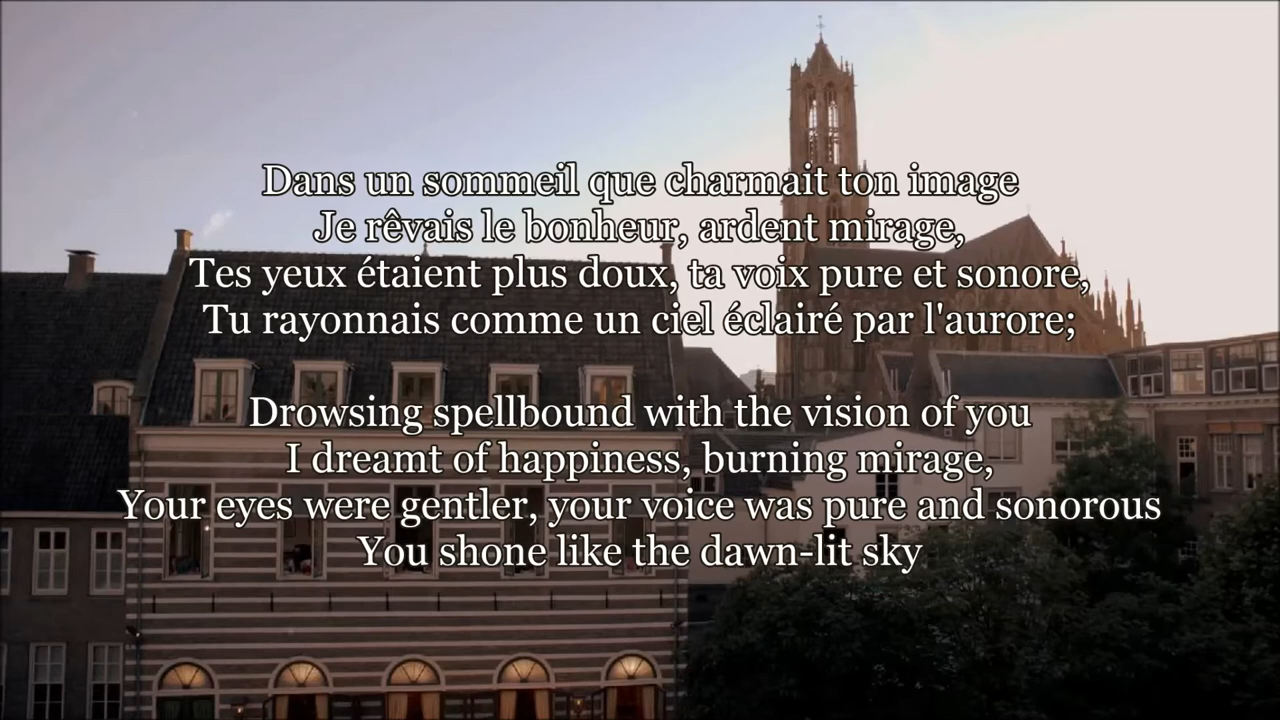 Dans un sommeil que charmait ton image
Je rêvais le bonheur, ardent mirage,
Tes yeux étaient plus doux, ta voix pure et sonore,
Tu rayonnais comme un ciel éclairé par l'aurore;
Drowsing spellbound with the vision of you
I dreamt of happiness, burning mirage,
Your eyes were gentler, your voice was pure and sonorous
You shone like the dawn-lit sky